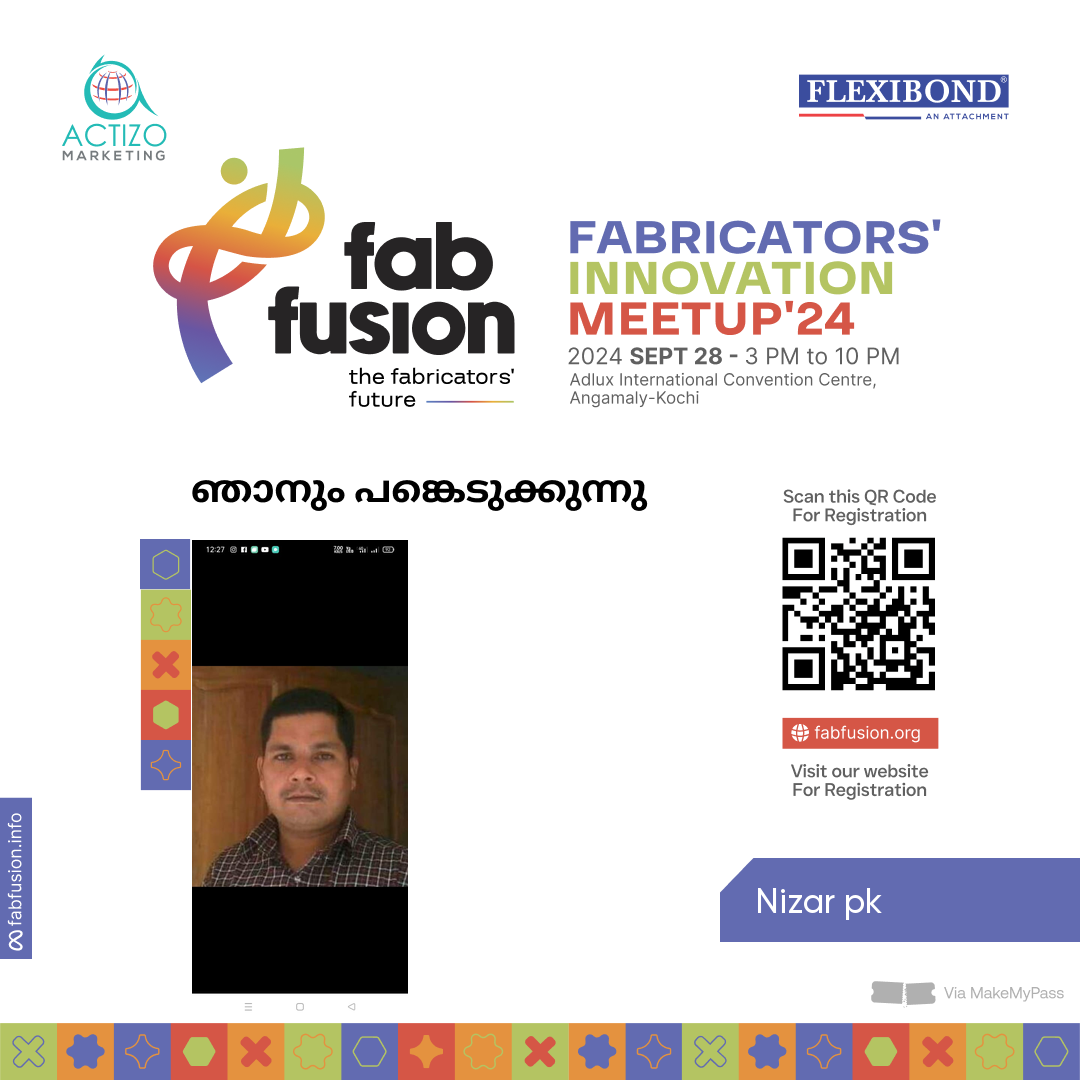 ACTIZO
MARKETING
FLEXIBOND®
AN ATTACHMENT
fab
fusion
the fabricators'
future
FABRICATORS'
INNOVATION
MEETUP'24
2024 SEPT 28 - 3 PM to 10 PM
Adlux International Convention Centre,
Angamaly-Kochi
ഞാനും പങ്കെടുക്കുന്നു
Scan this QR Code
For Registration
12:27
fabfusion.org
Visit our website
For Registration
fabfusion.info
Nizar pk
Via MakeMyPass